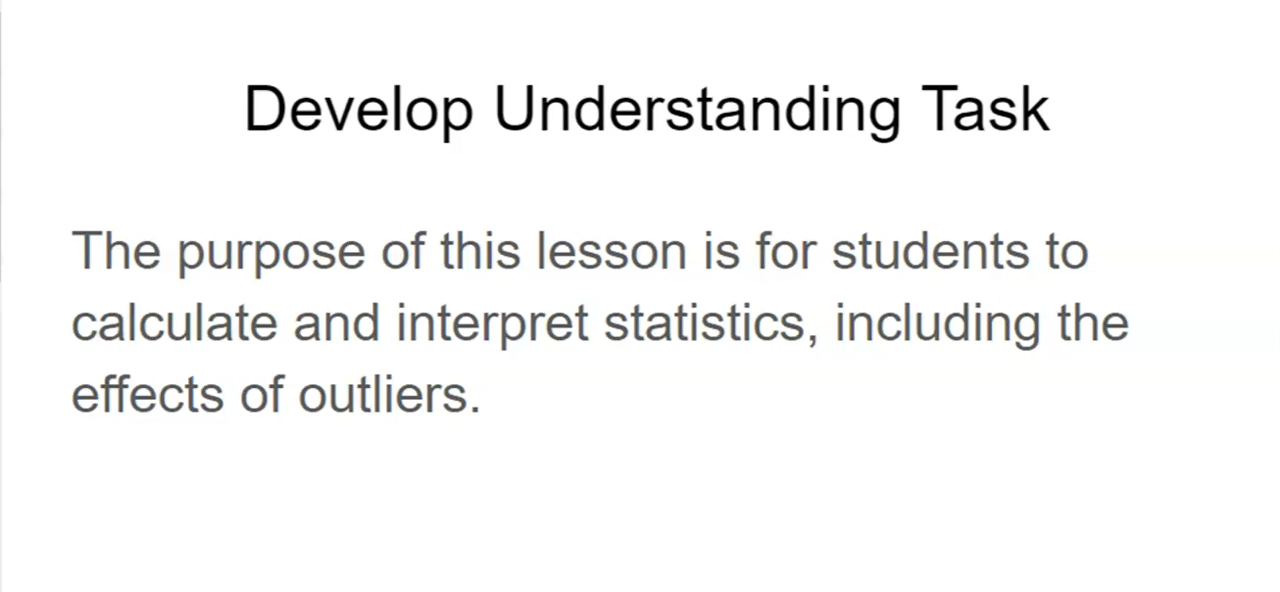 Develop Understanding Task
The purpose of this lesson is for students to
calculate and interpret statistics, including the
effects of outliers.